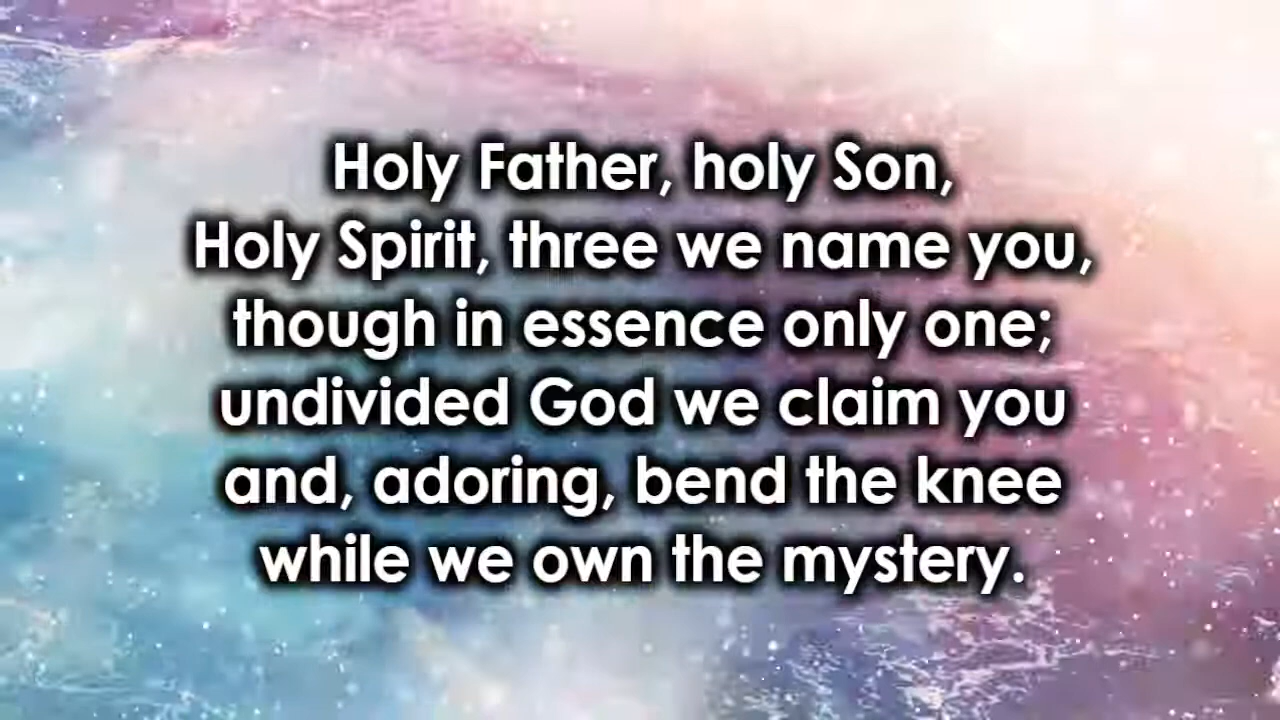 Holy Father, holy Son,
Holy Spirit, three we name you,
though in essence only one;
undivided God we claim you
and, adoring, bend the knee
while we own the mystery.